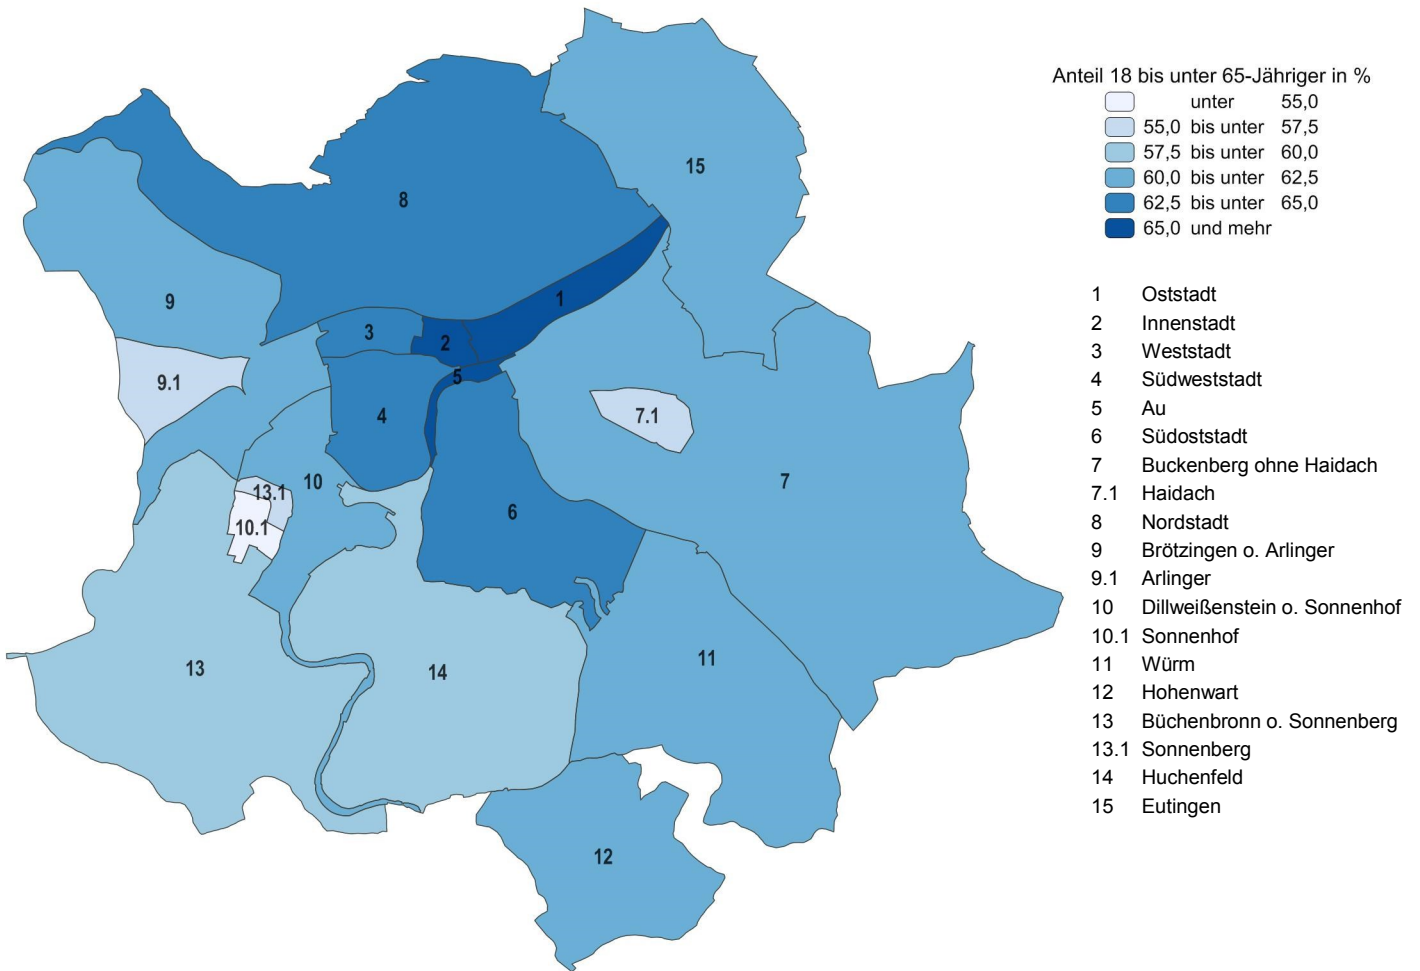 Anteil 18 bis unter 65-Jähriger in %
unter 55,0
55,0 bis unter 57,5
57,5 bis unter 60,0
60,0 bis unter 62,5
62,5 bis unter 65,0
65,0 und mehr
15
8
9
1
3
2
9.1
5
4
7.1
7
10
13.1
10.1
6
13
14
11
12
1 Oststadt
2 Innenstadt
3 Weststadt
4 Südweststadt
5 Au
6 Südoststadt
7 Buckenberg ohne Haidach
7.1 Haidach
8 Nordstadt
9 Brötzingen o. Arlinger
9.1 Arlinger
10 Dillweißenstein o. Sonnenhof
10.1 Sonnenhof
11 Würm
12 Hohenwart
13 Büchenbronn o. Sonnenberg
13.1 Sonnenberg
14 Huchenfeld
15 Eutingen